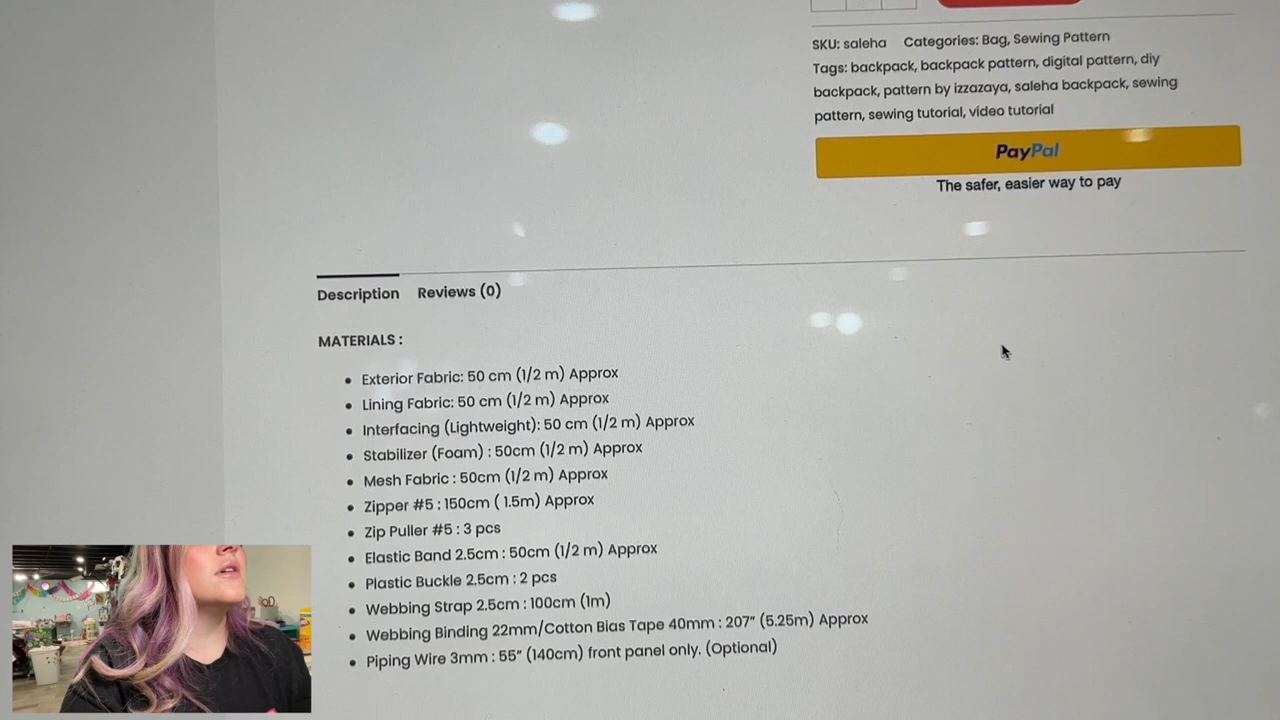 SKU: saleha Categories: Bag, Sewing Pattern
Tags: backpack, backpack pattern, digital pattern, diy
backpack, pattern by izzazaya, saleha backpack, sewing
pattern, sewing tutorial, video tutorial
PayPal
The safer, easier way to pay
Description Reviews (0)
MATERIALS :
• Exterior Fabric: 50 cm (1/2 m) Approx
• Lining Fabric: 50 cm (1/2 m) Approx
• Interfacing (Lightweight): 50 cm (1/2 m) Approx
• Stabilizer (Foam) : 50cm (1/2 m) Approx
• Mesh Fabric : 50cm (1/2 m) Approx
• Zipper #5 : 150cm ( 1.5m) Approx
• Zip Puller #5 : 3 pcs
• Elastic Band 2.5cm : 50cm (1/2 m) Approx
• Plastic Buckle 2.5cm : 2 pcs
• Webbing Strap 2.5cm : 100cm (1m)
• Webbing Binding 22mm/Cotton Bias Tape 40mm : 207" (5.25m) Approx
• Piping Wire 3mm : 55" (140cm) front panel only. (Optional)